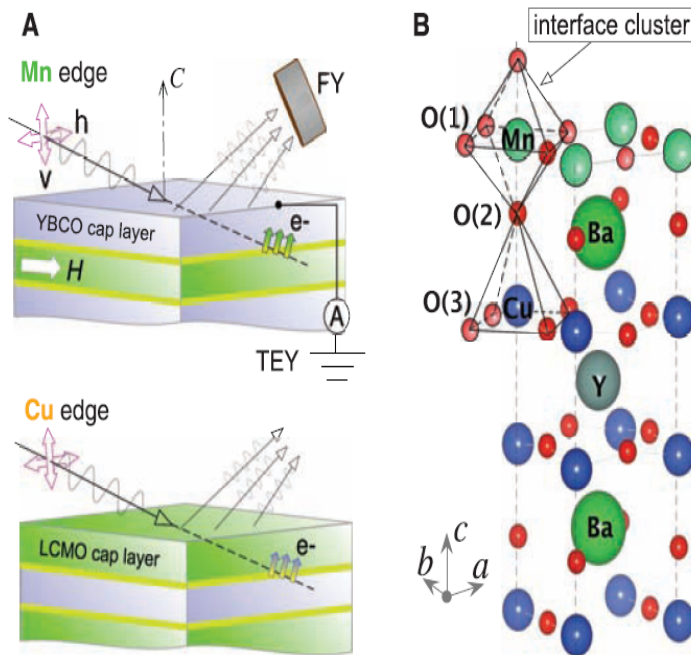 A
Mn edge
h
v
C
FY
YBCO cap layer
e-
H
A
TEY
Cu edge
LCMO cap layer
e-
B
interface cluster
O(1)
Mn
O(2)
Ba
O(3)
Cu
Y
Ba
c
b
a